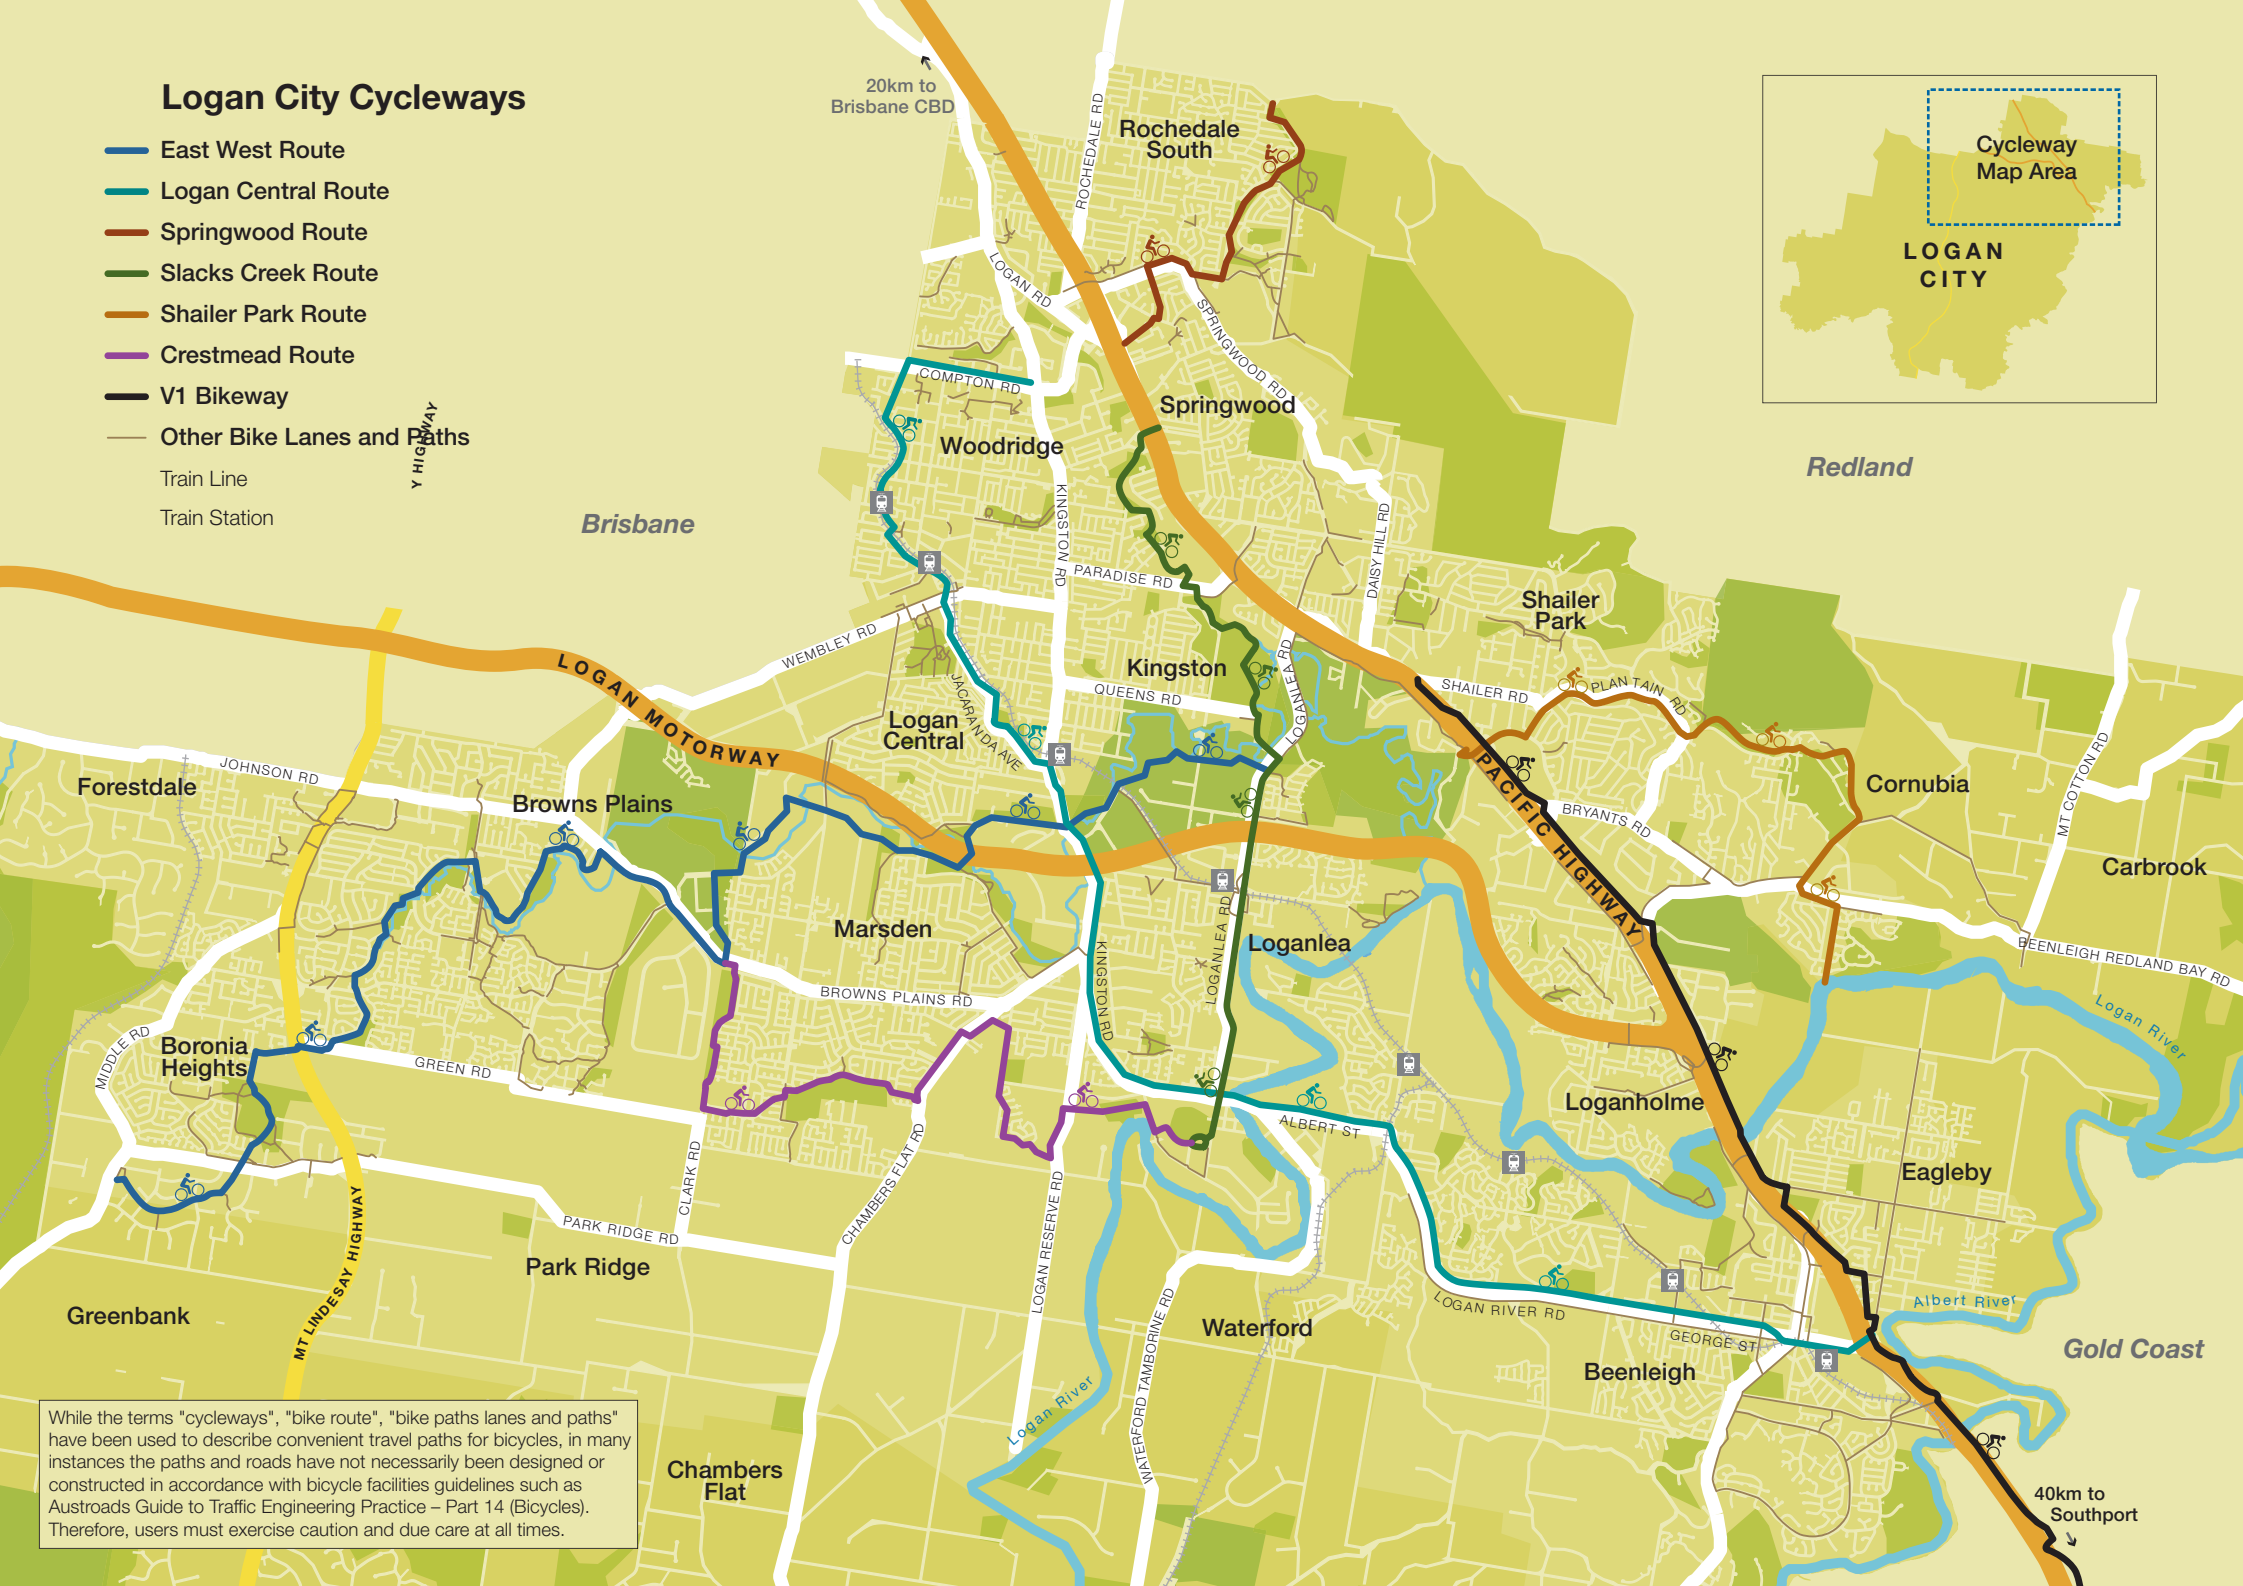 Logan City Cycleways
East West Route
Logan Central Route
Springwood Route
Slacks Creek Route
Shailer Park Route
Crestmead Route
V1 Bikeway
Other Bike Lanes and Paths
Train Line
Train Station
Y HIGHWAY
20km to
Brisbane CBD
ROCHEDALE RD
Rochedale
South
Cycleway
Map Area
LOGAN
CITY
LOGAN RD
SPRINGWOOD RD
COMPTON RD
Springwood
Woodridge
Redland
Brisbane
KINGSTON RD
DAISY HILL RD
PARADISE RD
Shailer
Park
WEMBLEY RD
Kingston
LOGANLEA RD
LOGAN MOTORWAY
QUEENS RD
SHAILER RD
PLAN TAIN RD
JACARANDA AVE
Logan
Central
JOHNSON RD
Forestdale
Browns Plains
PACIFIC HIGHWAY
BRYANTS RD
Cornubia
MT COTTON RD
Carbrook
Marsden
Loganlea
LOGANLEA RD
KINGSTON RD
BEENLEIGH REDLAND BAY RD
BROWNS PLAINS RD
Logan River
MIDDLE RD
Boronia
Heights
GREEN RD
Loganholme
ALBERT ST
CLARK RD
CHAMBERS FLAT RD
LOGAN RESERVE RD
Eagleby
PARK RIDGE RD
Park Ridge
MT LINDESAY HIGHWAY
Greenbank
WATERFORD TAMBORINE RD
Waterford
LOGAN RIVER RD
GEORGE ST
Albert River
Gold Coast
Beenleigh
Logan River
Chambers
Flat
40km to
Southport
While the terms "cycleways", "bike route", "bike paths lanes and paths"
have been used to describe convenient travel paths for bicycles, in many
instances the paths and roads have not necessarily been designed or
constructed in accordance with bicycle facilities guidelines such as
Austroads Guide to Traffic Engineering Practice – Part 14 (Bicycles).
Therefore, users must exercise caution and due care at all times.